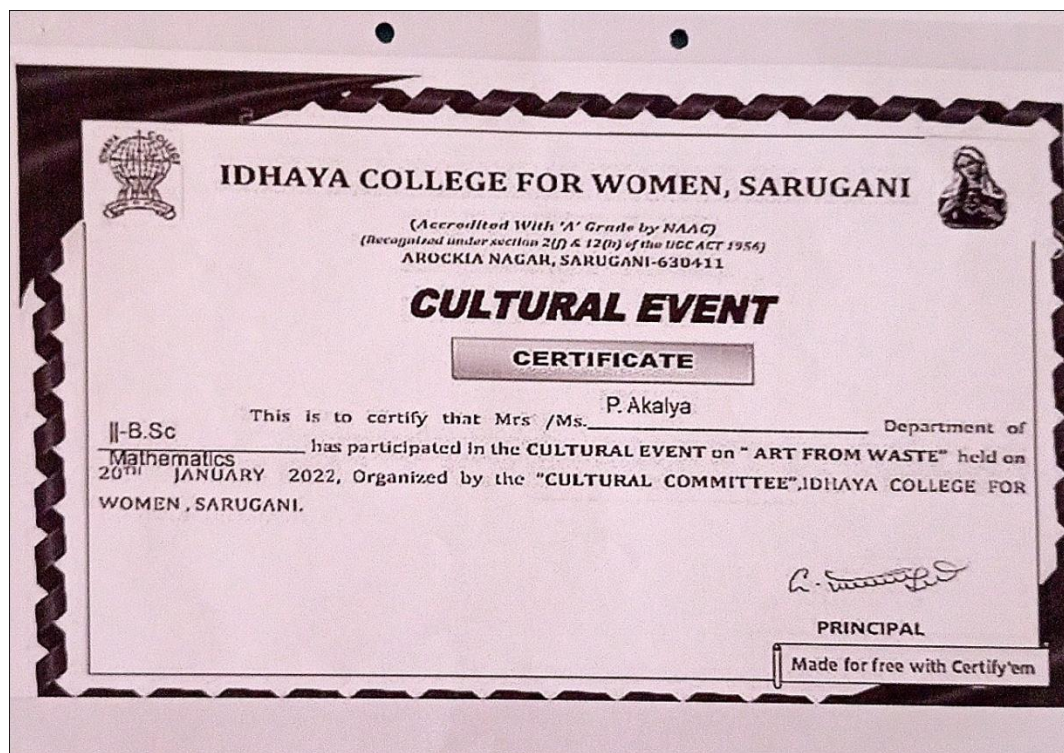 IDHAYA COLLEGE
IDHAYA COLLEGE FOR WOMEN, SARUGANI
(Accredited With 'A' Grade by NAAC)
(Recognized under section 2(f) & 12(b) of the UGC ACT 1956)
AROCKIA NAGAR, SARUGANI-630411
CULTURAL EVENT
CERTIFICATE
This is to certify that Mrs /Ms. P. Akalya Department of
II-B.Sc Mathematics has participated in the CULTURAL EVENT on " ART FROM WASTE" held on
20TH JANUARY 2022, Organized by the "CULTURAL COMMITTEE",IDHAYA COLLEGE FOR
WOMEN , SARUGANI.
PRINCIPAL
Made for free with Certify'em